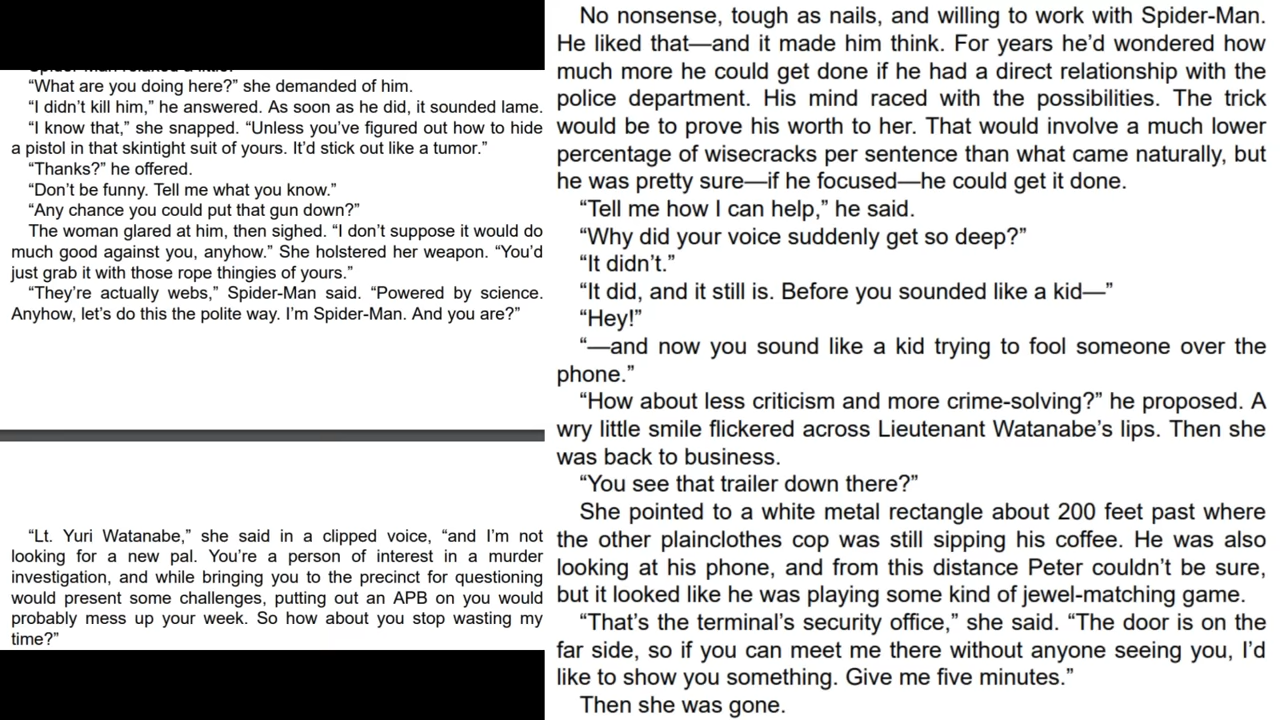 “What are you doing here?” she demanded of him.
“I didn’t kill him,” he answered. As soon as he did, it sounded lame.
“I know that,” she snapped. “Unless you’ve figured out how to hide
a pistol in that skintight suit of yours. It’d stick out like a tumor.”
“Thanks?” he offered.
“Don’t be funny. Tell me what you know.”
“Any chance you could put that gun down?”
The woman glared at him, then sighed. “I don’t suppose it would do
much good against you, anyhow.” She holstered her weapon. “You’d
just grab it with those rope thingies of yours.”
“They’re actually webs,” Spider-Man said. “Powered by science.
Anyhow, let’s do this the polite way. I’m Spider-Man. And you are?”
“Lt. Yuri Watanabe,” she said in a clipped voice, “and I’m not
looking for a new pal. You’re a person of interest in a murder
investigation, and while bringing you to the precinct for questioning
would present some challenges, putting out an APB on you would
probably mess up your week. So how about you stop wasting my
time?”
No nonsense, tough as nails, and willing to work with Spider-Man.
He liked that—and it made him think. For years he’d wondered how
much more he could get done if he had a direct relationship with the
police department. His mind raced with the possibilities. The trick
would be to prove his worth to her. That would involve a much lower
percentage of wisecracks per sentence than what came naturally, but
he was pretty sure—if he focused—he could get it done.
“Tell me how I can help,” he said.
“Why did your voice suddenly get so deep?”
“It didn’t.”
“It did, and it still is. Before you sounded like a kid—”
“Hey!”
“—and now you sound like a kid trying to fool someone over the
phone.”
“How about less criticism and more crime-solving?” he proposed. A
wry little smile flickered across Lieutenant Watanabe’s lips. Then she
was back to business.
“You see that trailer down there?”
She pointed to a white metal rectangle about 200 feet past where
the other plainclothes cop was still sipping his coffee. He was also
looking at his phone, and from this distance Peter couldn’t be sure,
but it looked like he was playing some kind of jewel-matching game.
“That’s the terminal’s security office,” she said. “The door is on the
far side, so if you can meet me there without anyone seeing you, I’d
like to show you something. Give me five minutes.”
Then she was gone.